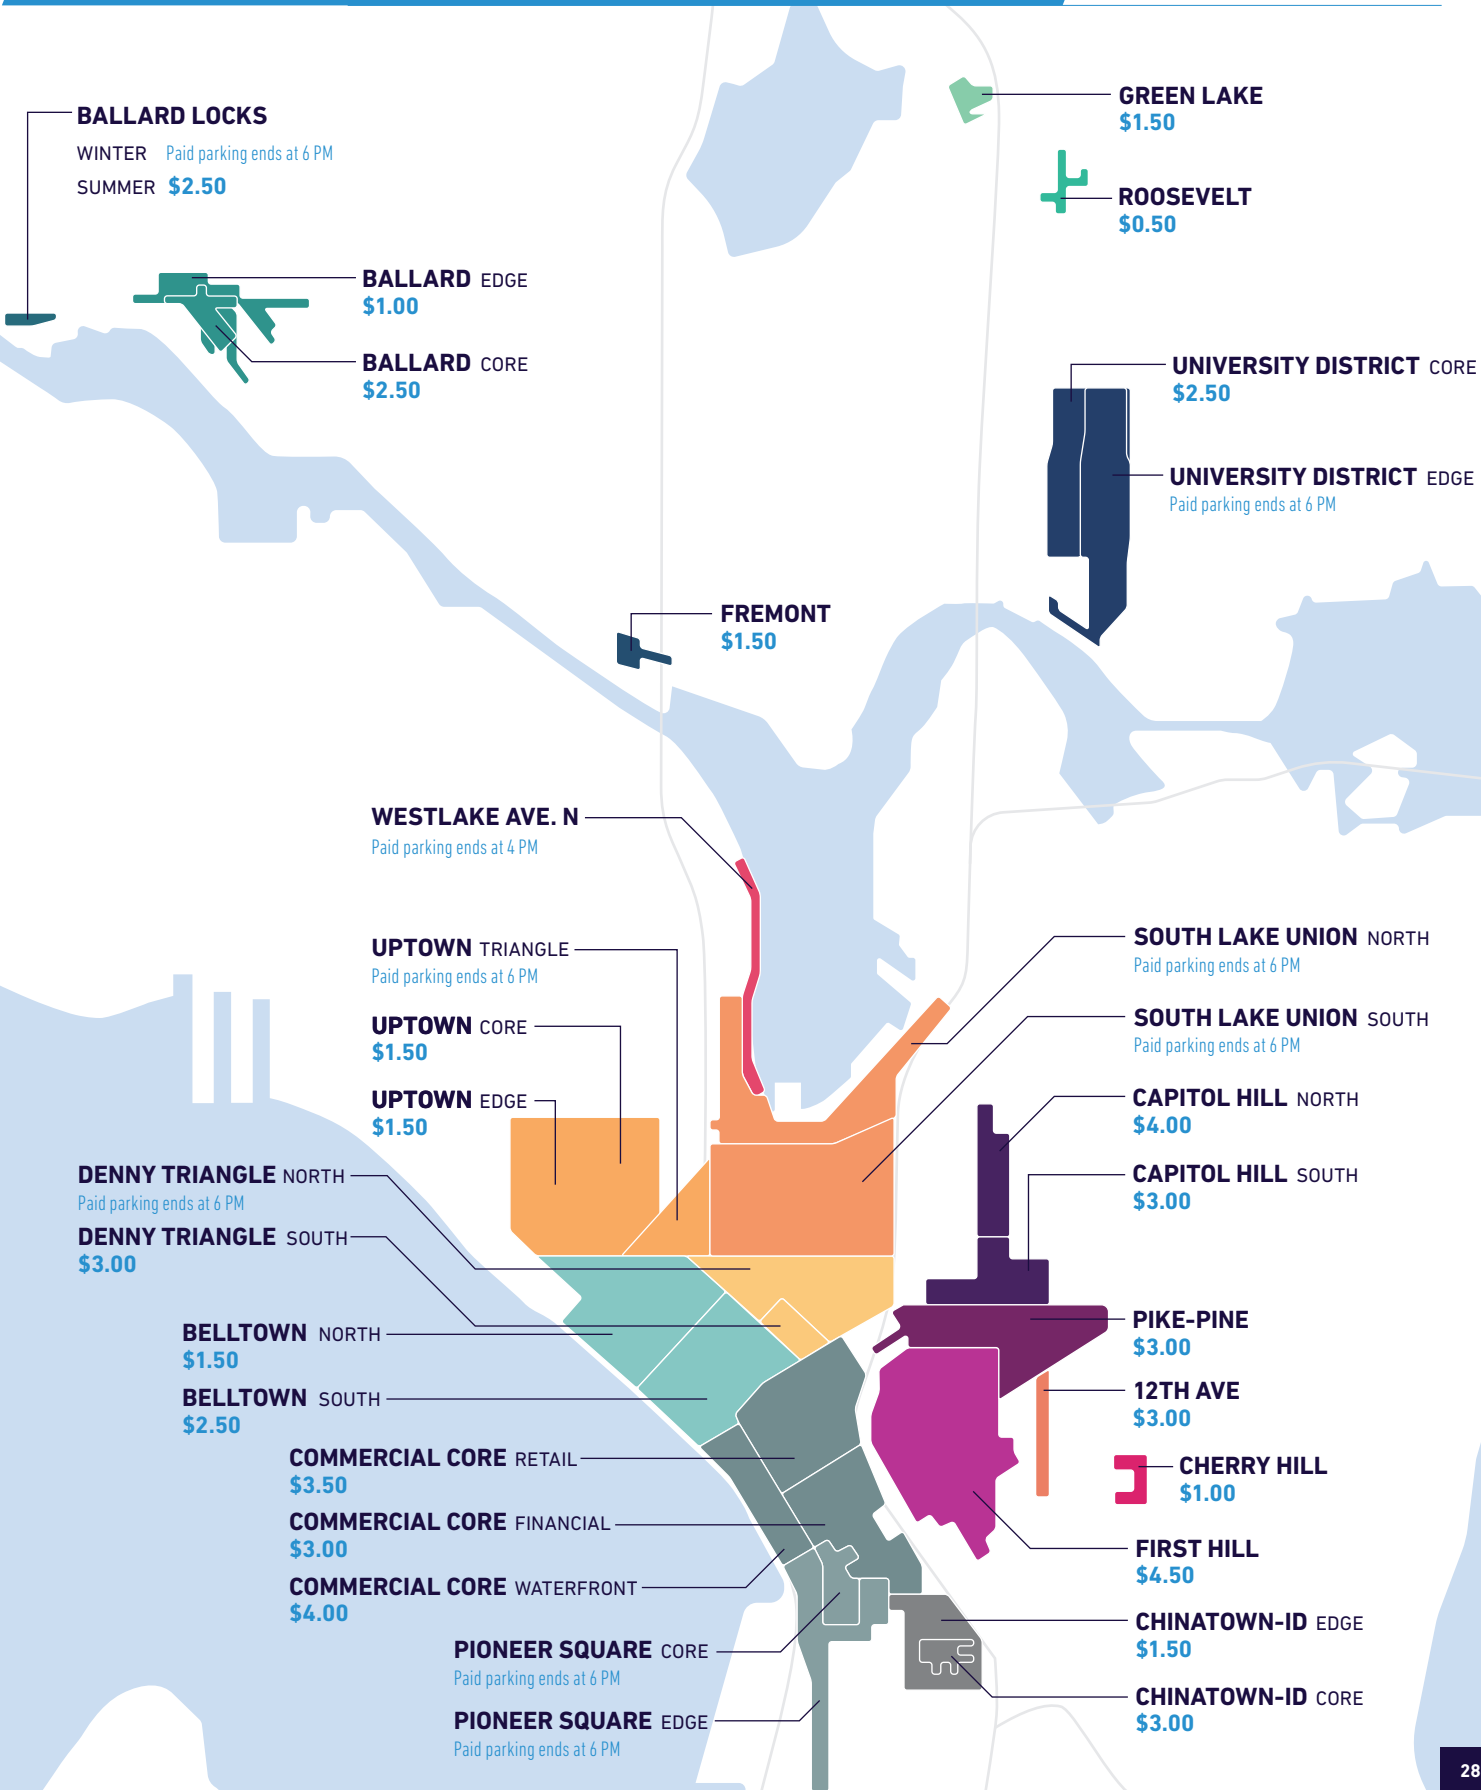 BALLARD LOCKS
WINTER Paid parking ends at 6 PM
SUMMER $2.50
GREEN LAKE
$1.50
ROOSEVELT
$0.50
BALLARD EDGE
$1.00
BALLARD CORE
$2.50
UNIVERSITY DISTRICT CORE
$2.50
UNIVERSITY DISTRICT EDGE
Paid parking ends at 6 PM
FREMONT
$1.50
WESTLAKE AVE. N
Paid parking ends at 4 PM
UPTOWN TRIANGLE
Paid parking ends at 6 PM
UPTOWN CORE
$1.50
UPTOWN EDGE
$1.50
SOUTH LAKE UNION NORTH
Paid parking ends at 6 PM
SOUTH LAKE UNION SOUTH
Paid parking ends at 6 PM
CAPITOL HILL NORTH
$4.00
CAPITOL HILL SOUTH
$3.00
DENNY TRIANGLE NORTH
Paid parking ends at 6 PM
DENNY TRIANGLE SOUTH
$3.00
BELLTOWN NORTH
$1.50
BELLTOWN SOUTH
$2.50
PIKE-PINE
$3.00
12TH AVE
$3.00
CHERRY HILL
$1.00
COMMERCIAL CORE RETAIL
$3.50
COMMERCIAL CORE FINANCIAL
$3.00
COMMERCIAL CORE WATERFRONT
$4.00
FIRST HILL
$4.50
CHINATOWN-ID EDGE
$1.50
CHINATOWN-ID CORE
$3.00
PIONEER SQUARE CORE
Paid parking ends at 6 PM
PIONEER SQUARE EDGE
Paid parking ends at 6 PM
28